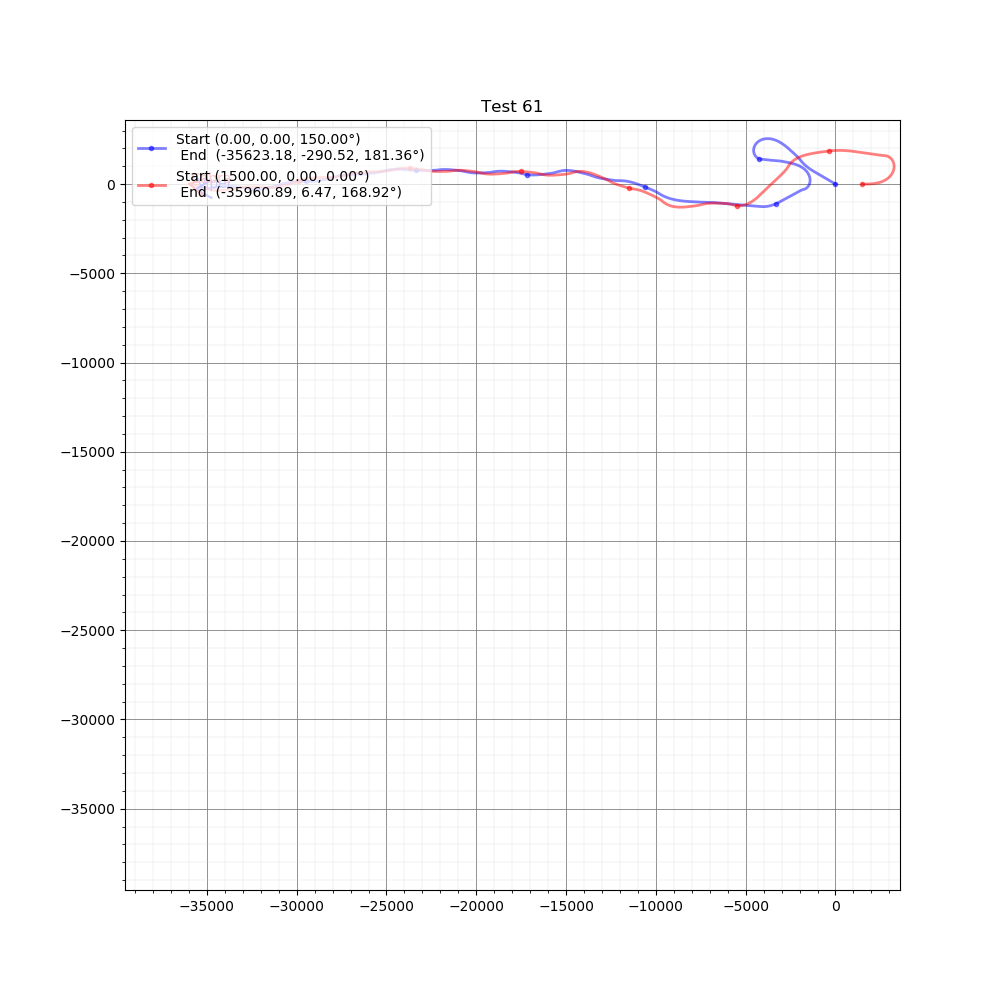 Test 61
Start (0.00, 0.00, 150.00°)
End (-35623.18, -290.52, 181.36°)
Start (1500.00, 0.00, 0.00°)
End (-35960.89, 6.47, 168.92°)
0
−5000
−10000
−15000
−20000
−25000
−30000
−35000
−35000 −30000 −25000 −20000 −15000 −10000 −5000 0